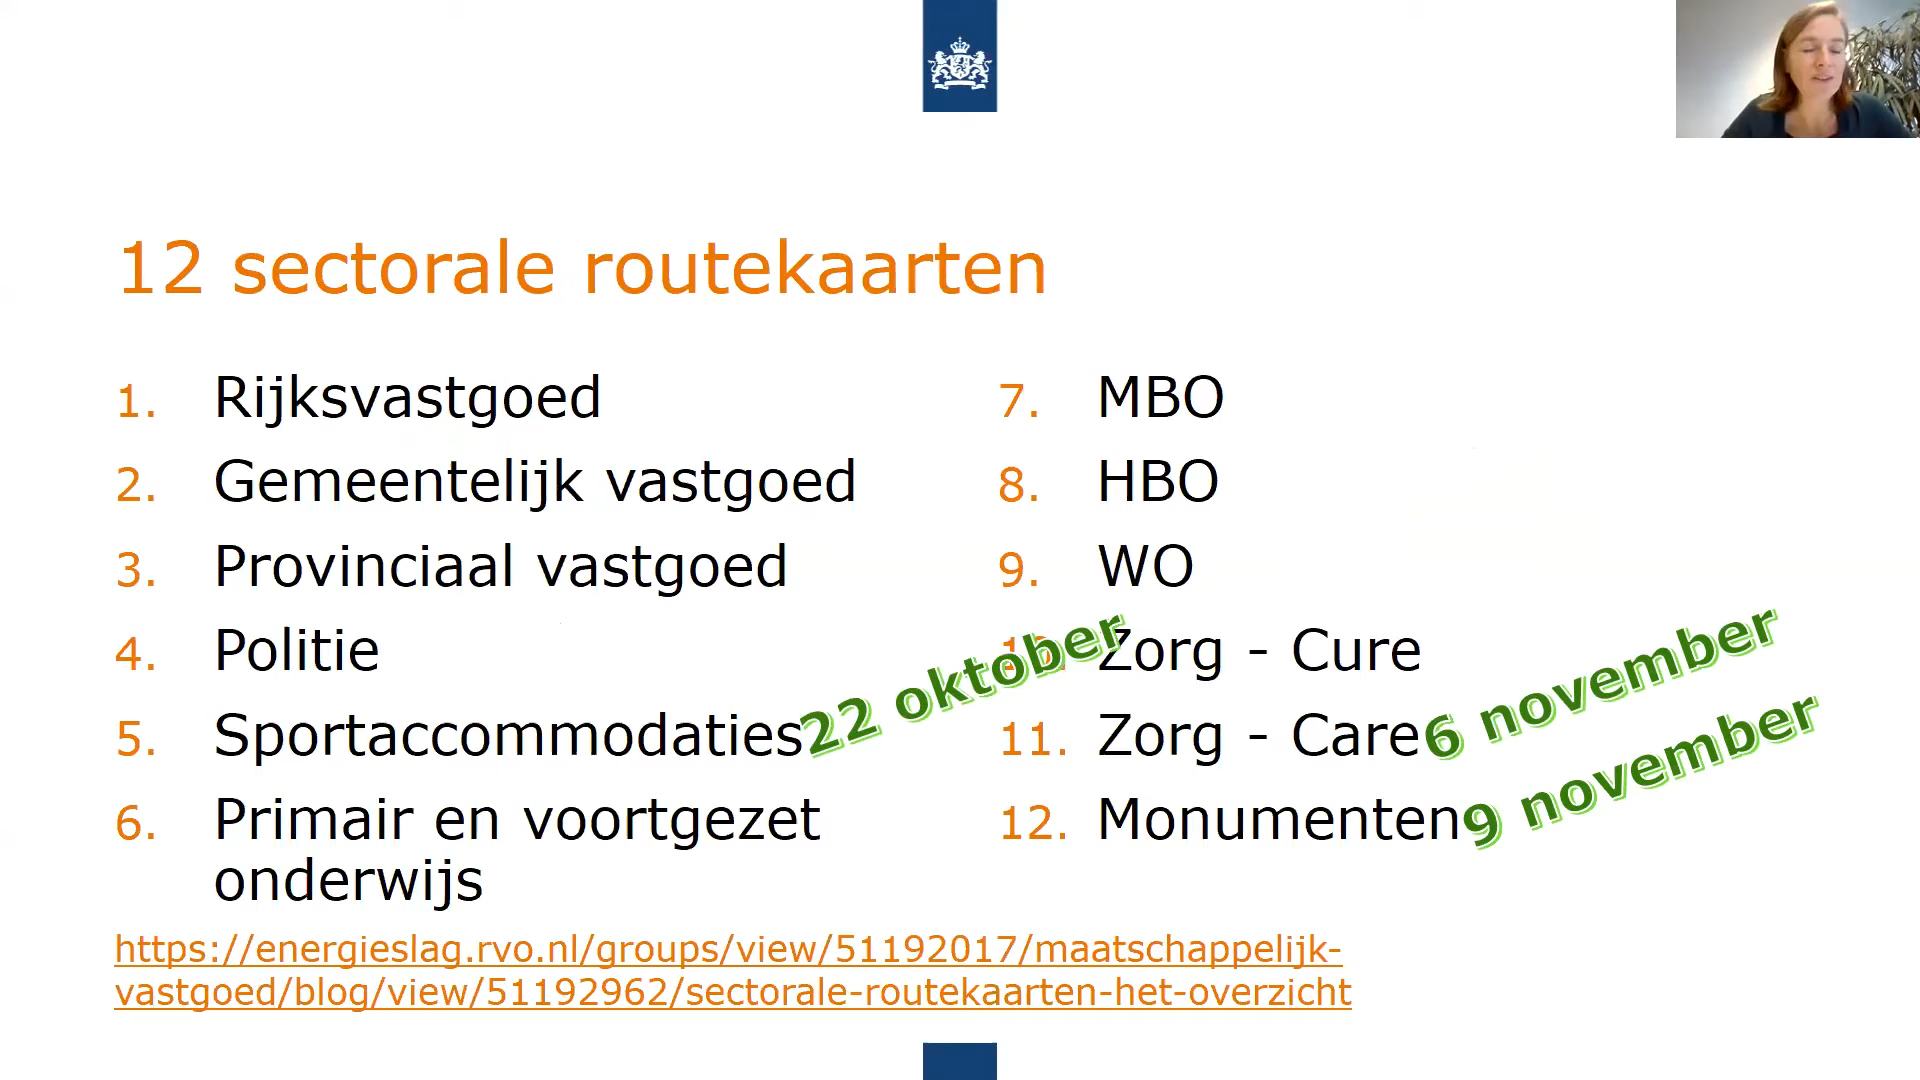 12 sectorale routekaarten
1. Rijksvastgoed
2. Gemeentelijk vastgoed
3. Provinciaal vastgoed
4. Politie
5. Sportaccommodaties 22 oktober
6. Primair en voortgezet
onderwijs
7. MBO
8. HBO
9. WO
10. Zorg - Cure
11. Zorg - Care 6 november
12. Monumenten 9 november
https://energieslag.rvo.nl/groups/view/51192017/maatschappelijk-
vastgoed/blog/view/51192962/sectorale-routekaarten-het-overzicht